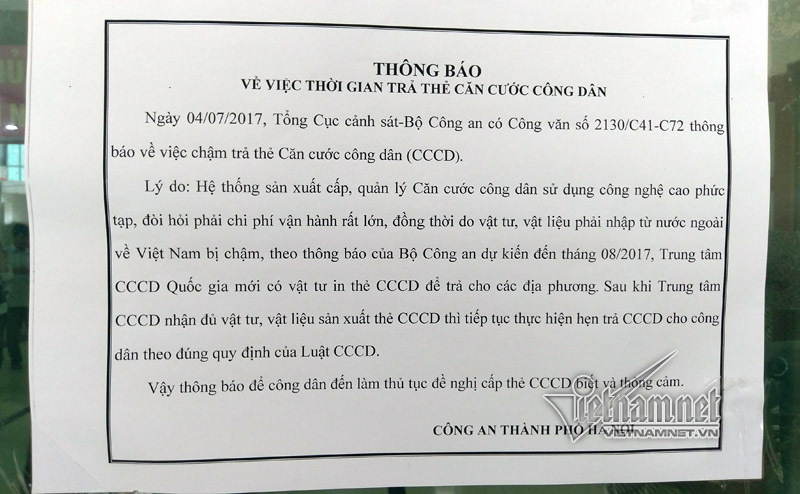 THÔNG BÁO
VỀ VIỆC THỜI GIAN TRẢ THẺ CĂN CƯỚC CÔNG DÂN
Ngày 04/07/2017, Tổng Cục cảnh sát-Bộ Công an có Công văn số 2130/C41-C72 thông
báo về việc chậm trả thẻ Căn cước công dân (CCCD).
Lý do: Hệ thống sản xuất cấp, quản lý Căn cước công dân sử dụng công nghệ cao phức
tạp, đòi hỏi phải chi phí vận hành rất lớn, đồng thời do vật tư, vật liệu phải nhập từ nước ngoài
về Việt Nam bị chậm, theo thông báo của Bộ Công an dự kiến đến tháng 08/2017, Trung tâm
CCCD Quốc gia mới có vật tư in thẻ CCCD để trả cho các địa phương. Sau khi Trung tâm
CCCD nhận đủ vật tư, vật liệu sản xuất thẻ CCCD thì tiếp tục thực hiện hẹn trả CCCD cho công
dân theo đúng quy định của Luật CCCD.
Vậy thông báo để công dân đến làm thủ tục đề nghị cấp thẻ CCCD biết và thông cảm.
CÔNG AN THÀNH PHỐ HÀ NỘI
Vietnamnet
VIETNAMNET.VN